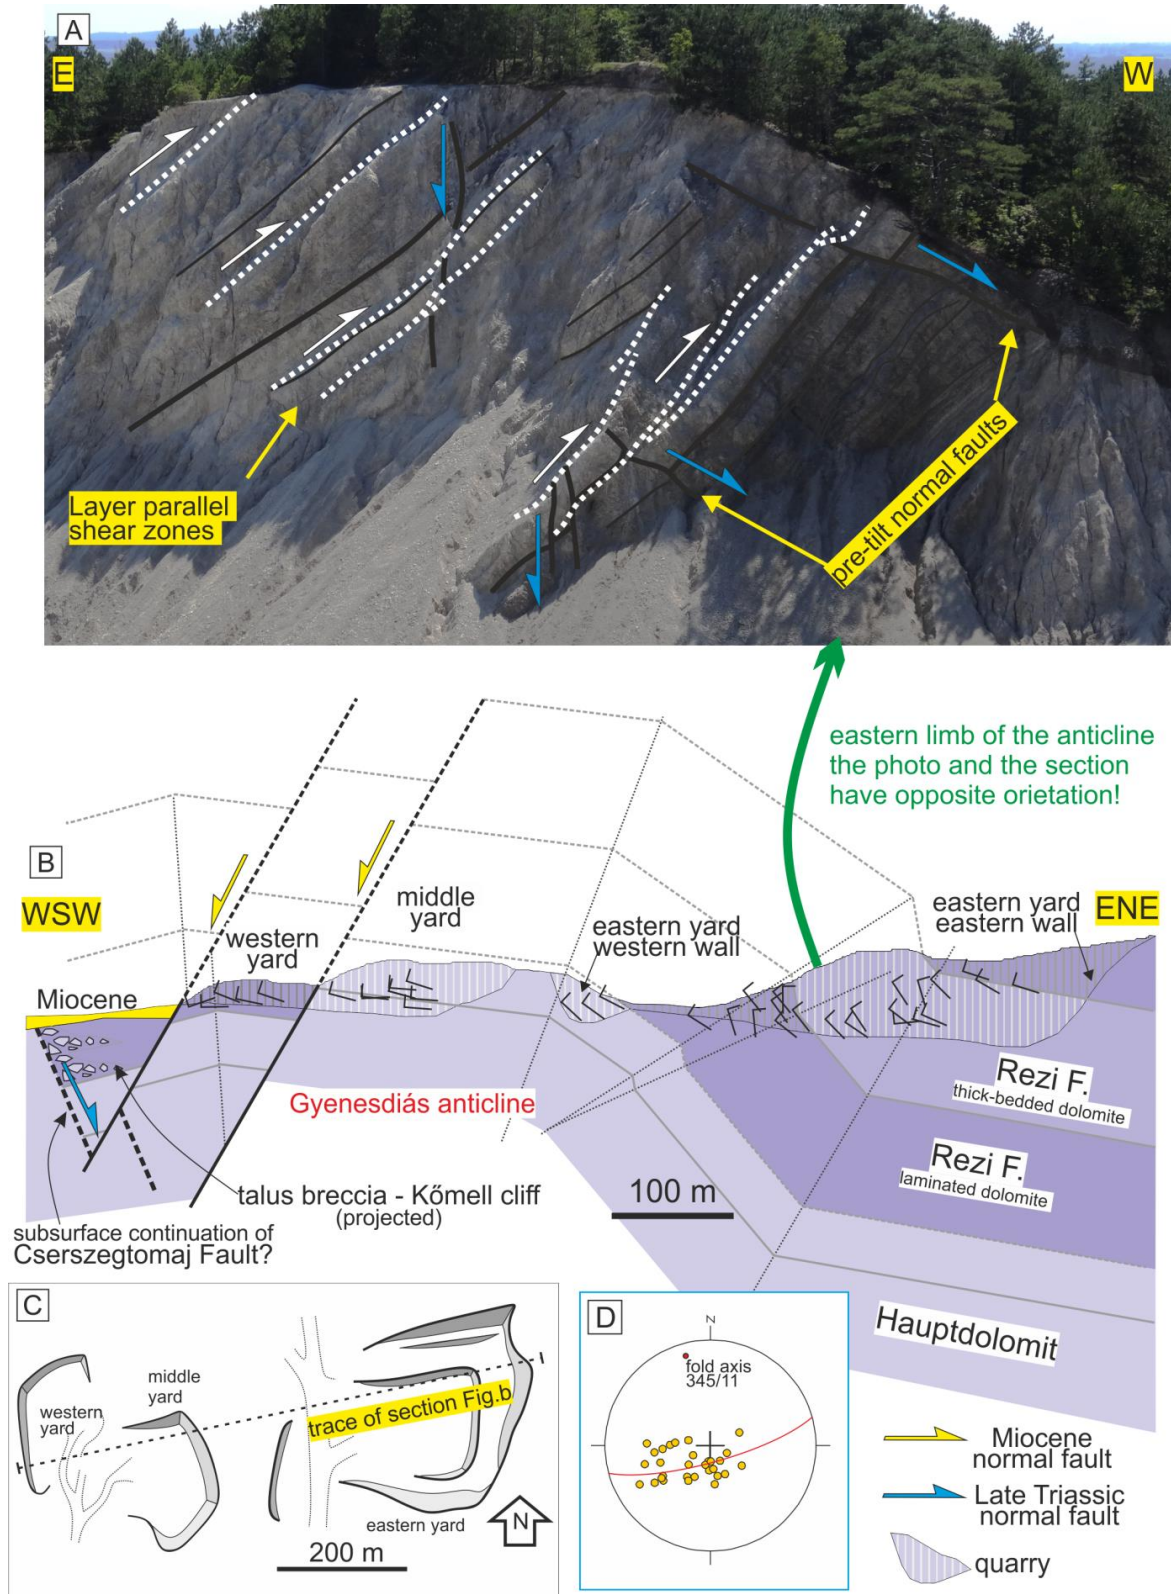 A
E
W
Layer parallel
shear zones
pre-tilt normal faults
eastern limb of the anticline
the photo and the section
have opposite orietation!
B
WSW
ENE
middle
yard
western
yard
eastern yard
western wall
eastern yard
eastern wall
Miocene
Gyenesdiás anticline
Rezi F.
thick-bedded dolomite
Rezi F.
laminated dolomite
100 m
talus breccia - Kőmell cliff
(projected)
subsurface continuation of
Cserszegtomaj Fault?
Hauptdolomit
C
middle
yard
western
yard
trace of section Fig.b
eastern yard
N
200 m
D
N
fold axis
345/11
Miocene
normal fault
Late Triassic
normal fault
quarry